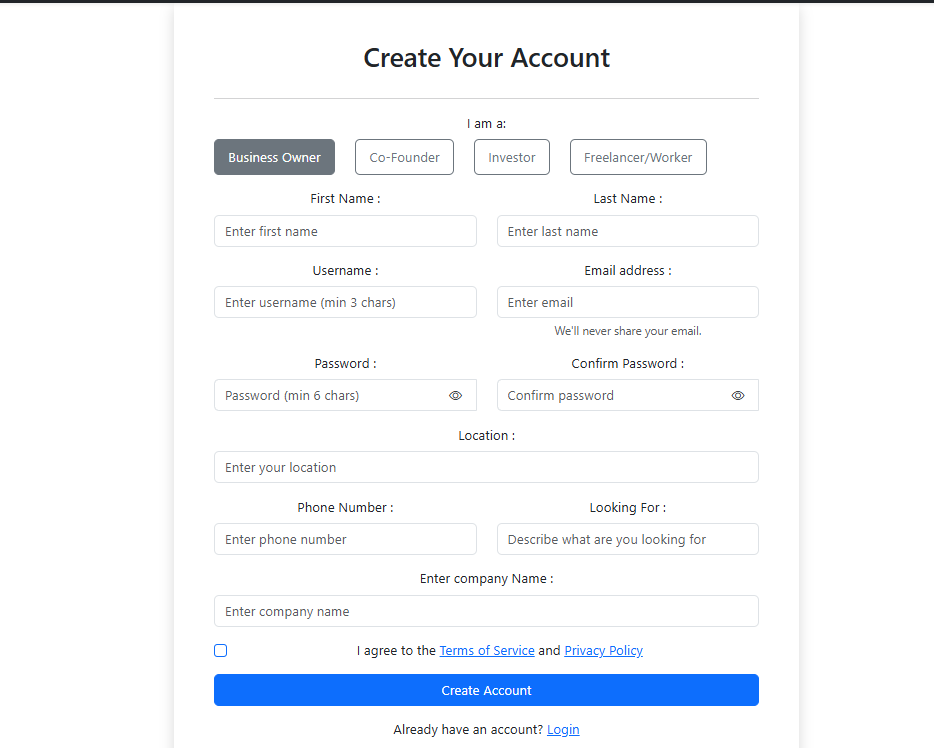 Create Your Account
I am a:
Business Owner Co-Founder Investor Freelancer/Worker
First Name : Last Name :
Enter first name Enter last name
Username : Email address :
Enter username (min 3 chars) Enter email
We'll never share your email.
Password : Confirm Password :
Password (min 6 chars) Confirm password
Location :
Enter your location
Phone Number : Looking For :
Enter phone number Describe what are you looking for
Enter company Name :
Enter company name
I agree to the Terms of Service and Privacy Policy
Create Account
Already have an account? Login